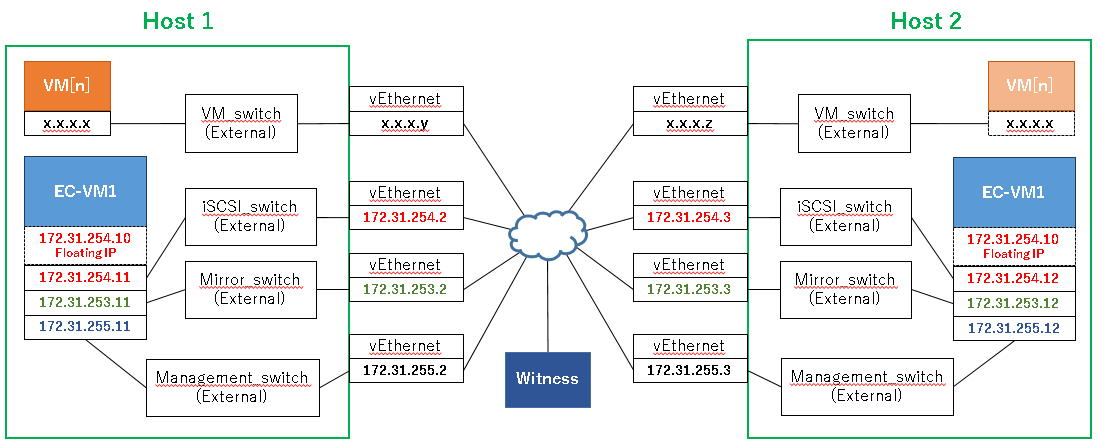 Host 1
VM[n]
x.x.x.x
VM_switch
(External)
vEthernet
x.x.x.y
EC-VM1
172.31.254.10
Floating IP
172.31.254.11
172.31.253.11
172.31.255.11
iSCSI_switch
(External)
vEthernet
172.31.254.2
Mirror_switch
(External)
vEthernet
172.31.253.2
Management_switch
(External)
vEthernet
172.31.255.2
Witness
Host 2
vEthernet
x.x.x.z
VM_switch
(External)
VM[n]
x.x.x.x
vEthernet
172.31.254.3
iSCSI_switch
(External)
EC-VM1
172.31.254.10
Floating IP
172.31.254.12
172.31.253.12
172.31.255.12
vEthernet
172.31.253.3
Mirror_switch
(External)
vEthernet
172.31.255.3
Management_switch
(External)